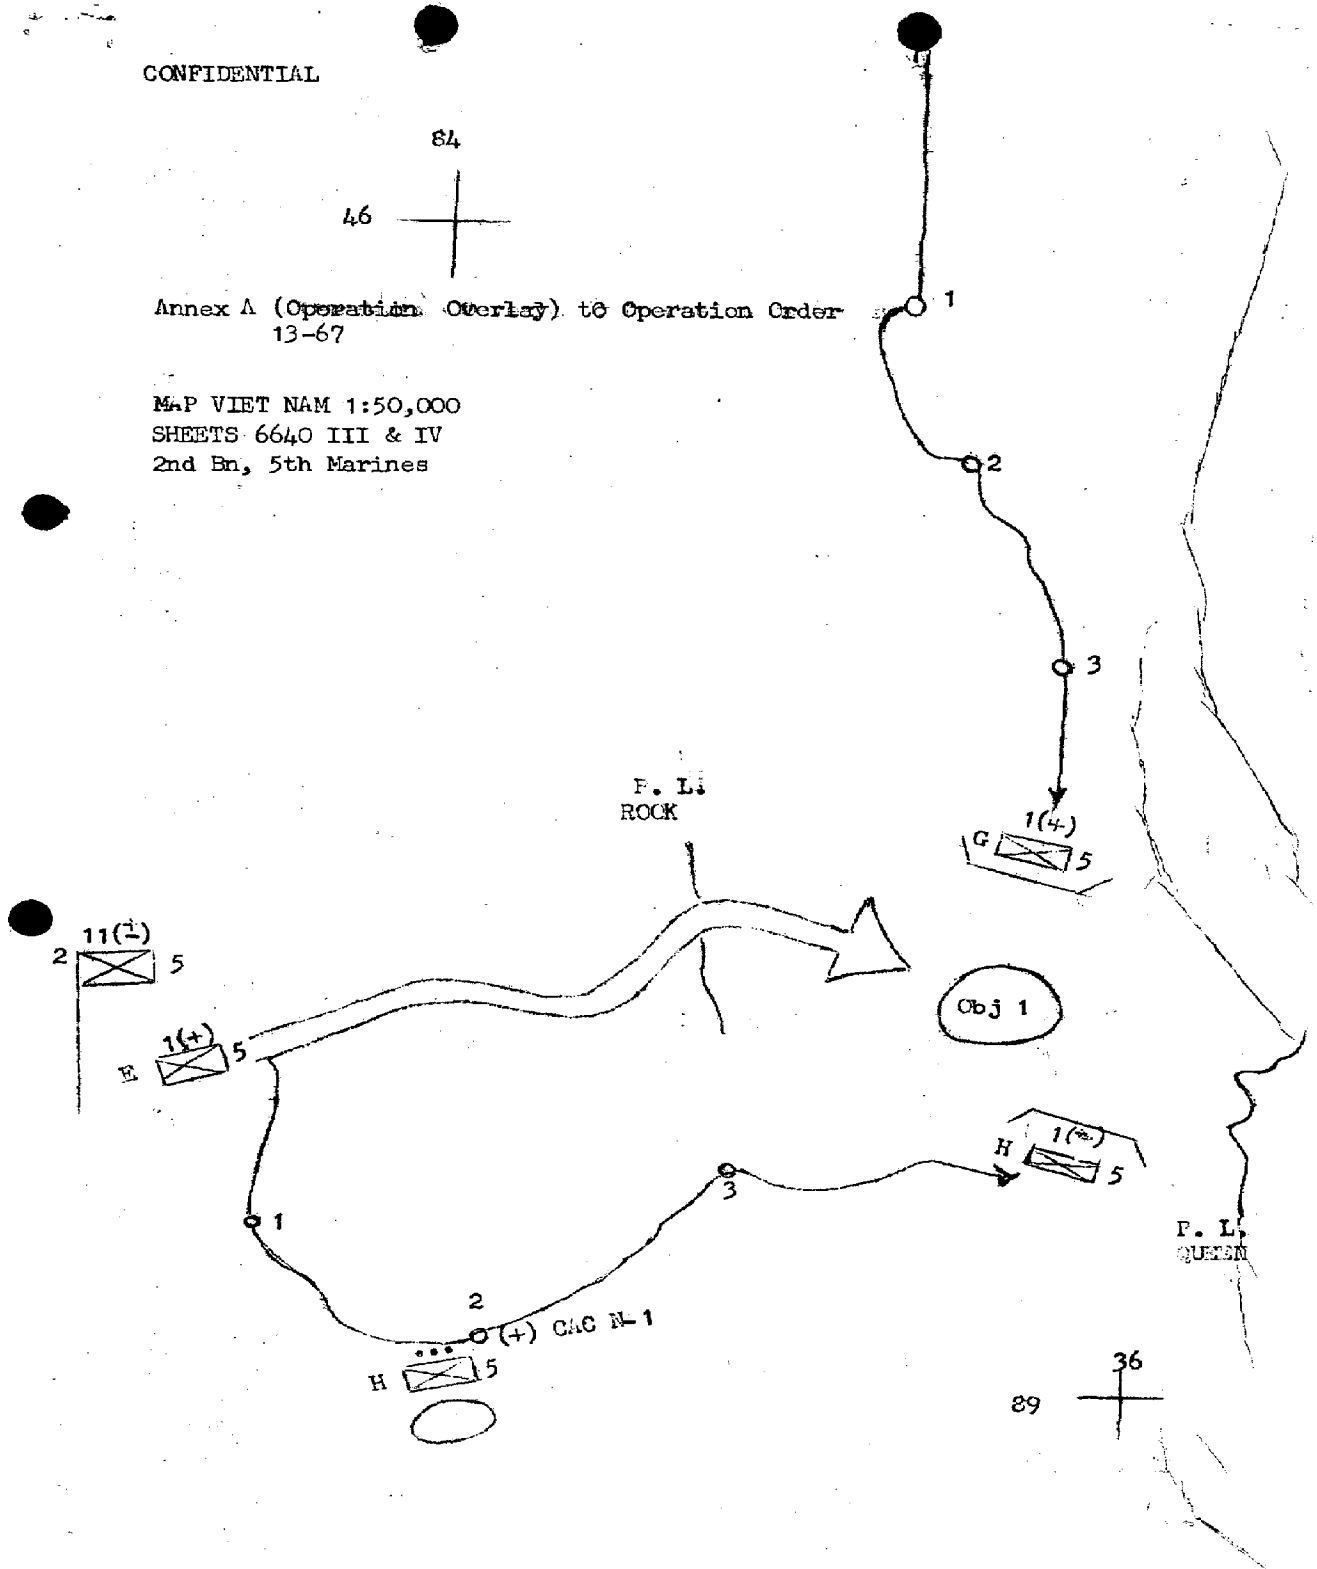 CONFIDENTIAL
84
46
Annex A (Operation Overlay) to Operation Order
13-67
MAP VIET NAM 1:50,000
SHEETS 6640 III & IV
2nd Bn, 5th Marines
1
2
3
P. L.
ROCK
1(+)
G 5
11(-)
2 5
1(+)
E 5
Obj 1
1(+)
H 5
1
3
P. L.
QUEEN
2
(+) CAC N-1
H ••• 5
36
89